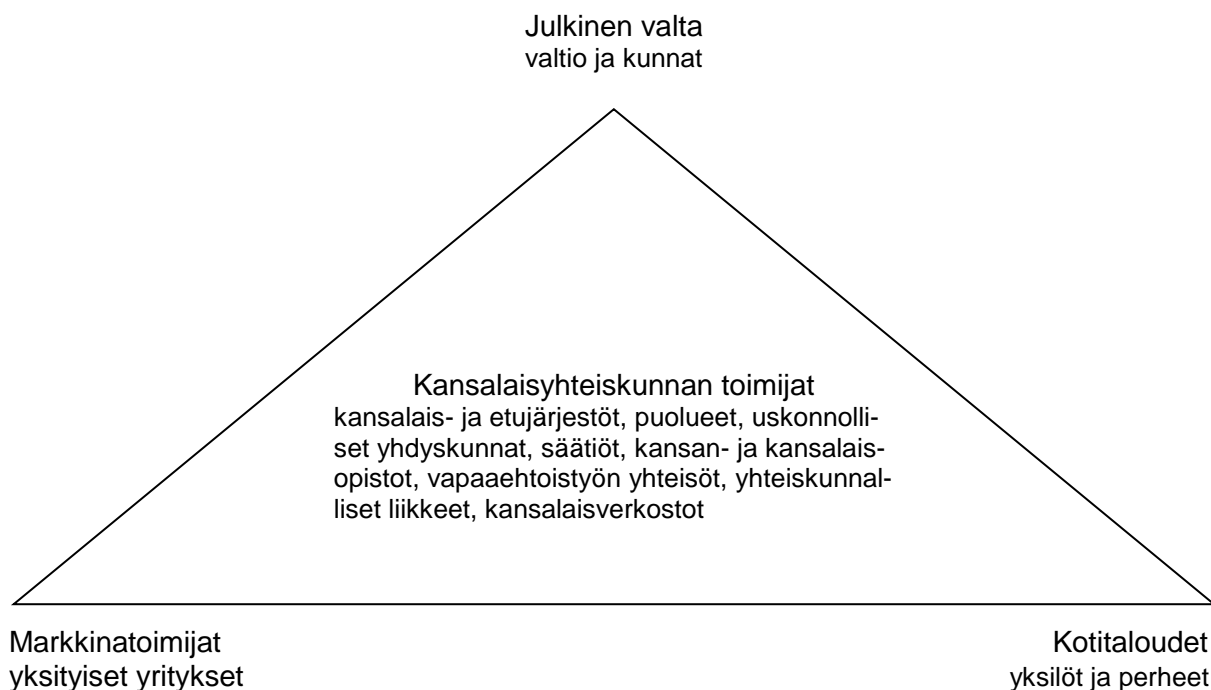 Julkinen valta
valtio ja kunnat
Kansalaisyhteiskunnan toimijat
kansalais- ja etujärjestöt, puolueet, uskonnolli-
set yhdyskunnat, säätiöt, kansan- ja kansalais-
opistot, vapaaehtoistyön yhteisöt, yhteiskunnal-
liset liikkeet, kansalaisverkostot
Markkinatoimijat
yksityiset yritykset
Kotitaloudet
yksilöt ja perheet